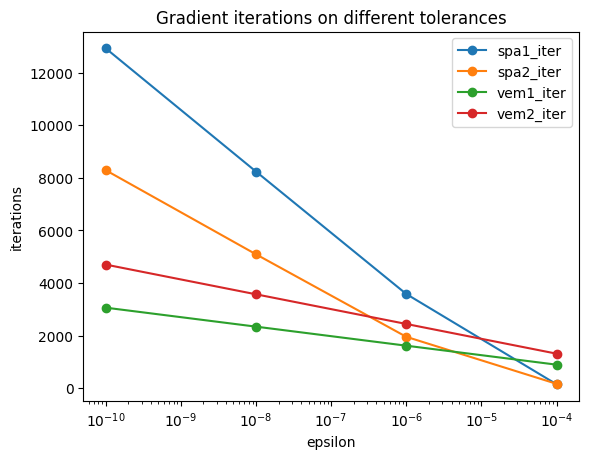 Gradient iterations on different tolerances
spa1_iter
spa2_iter
vem1_iter
vem2_iter
iterations
12000
10000
8000
6000
4000
2000
0
10⁻¹⁰ 10⁻⁹ 10⁻⁸ 10⁻⁷ 10⁻⁶ 10⁻⁵ 10⁻⁴
epsilon